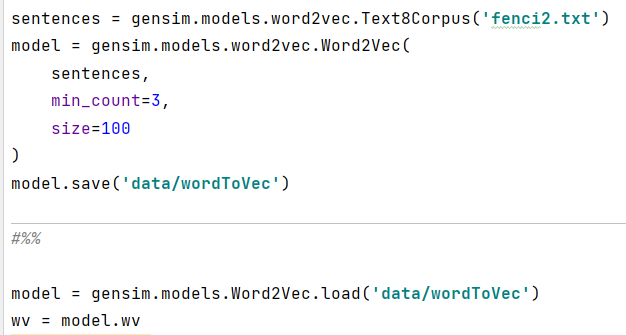 sentences = gensim.models.word2vec.Text8Corpus('fenci2.txt')
model = gensim.models.word2vec.Word2Vec(
    sentences,
    min_count=3,
    size=100
)
model.save('data/wordToVec')
#%%
model = gensim.models.Word2Vec.load('data/wordToVec')
wv = model.wv